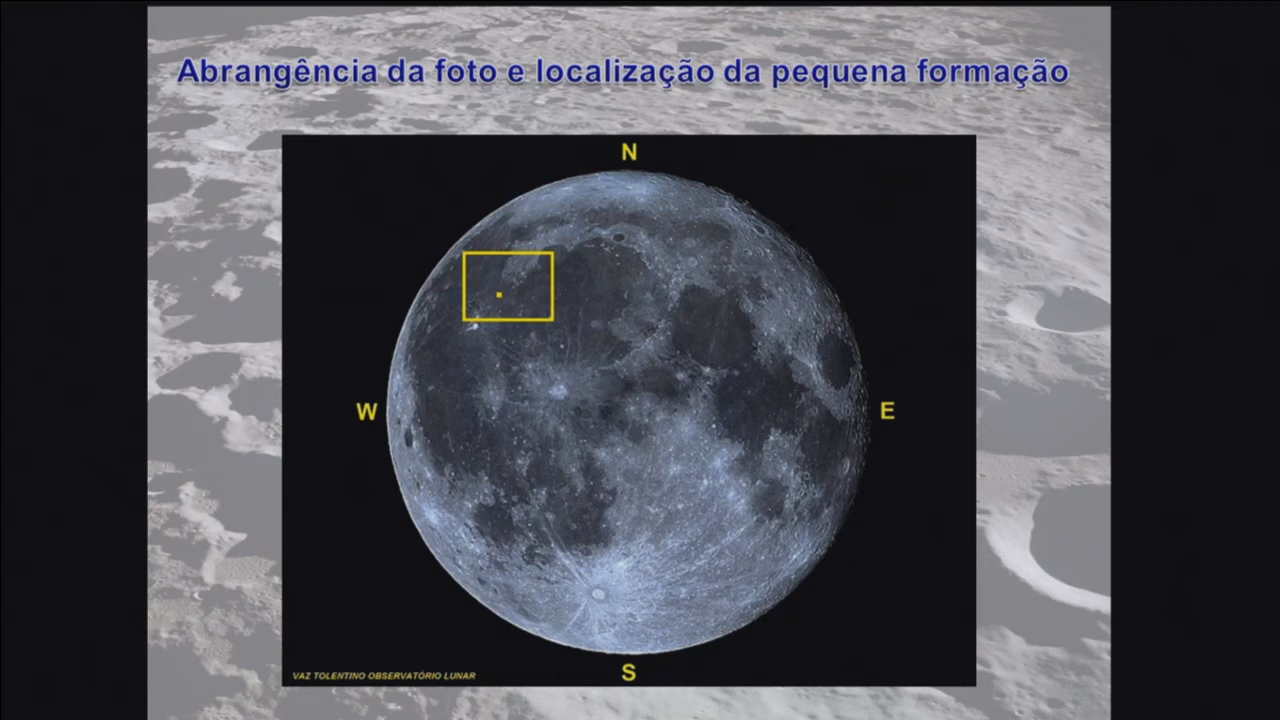 Abrangência da foto e localização da pequena formação
N
W
E
S
VAZ TOLENTINO OBSERVATÓRIO LUNAR